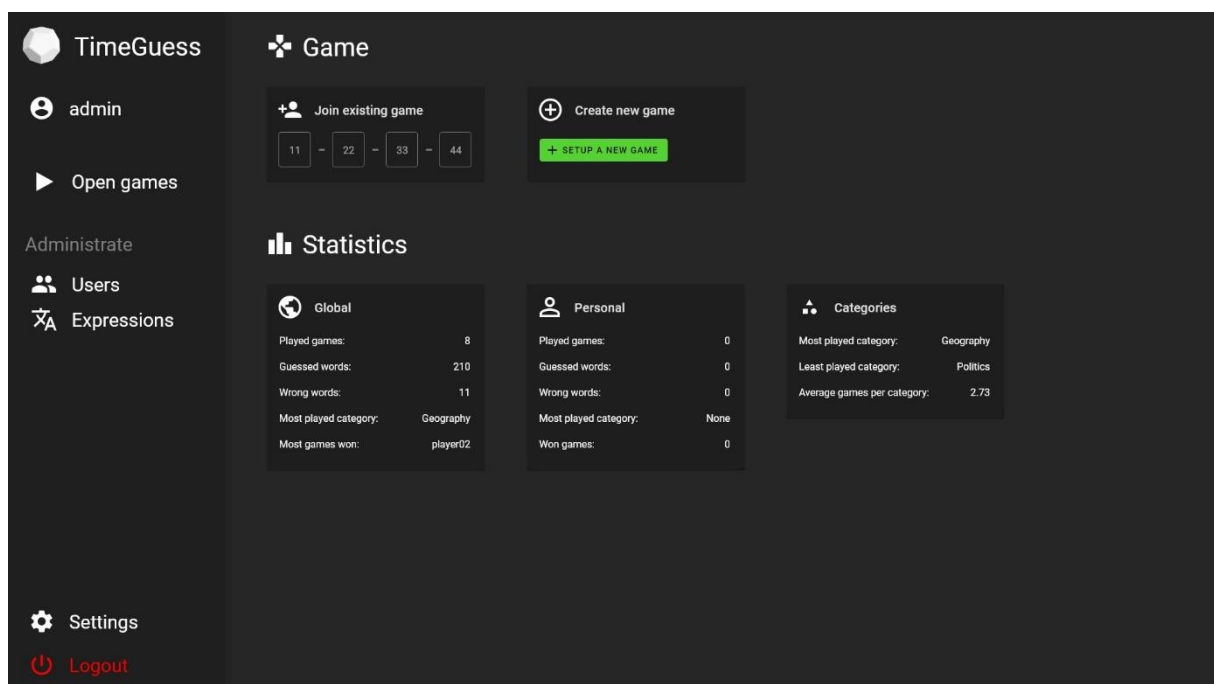 TimeGuess
admin
Open games
Administrate
Users
Expressions
Settings
Logout
Game
Join existing game
11 – 22 – 33 – 44
Create new game
+ SETUP A NEW GAME
Statistics
Global
Played games: 8
Guessed words: 210
Wrong words: 11
Most played category: Geography
Most games won: player02
Personal
Played games: 0
Guessed words: 0
Wrong words: 0
Most played category: None
Won games: 0
Categories
Most played category: Geography
Least played category: Politics
Average games per category: 2.73